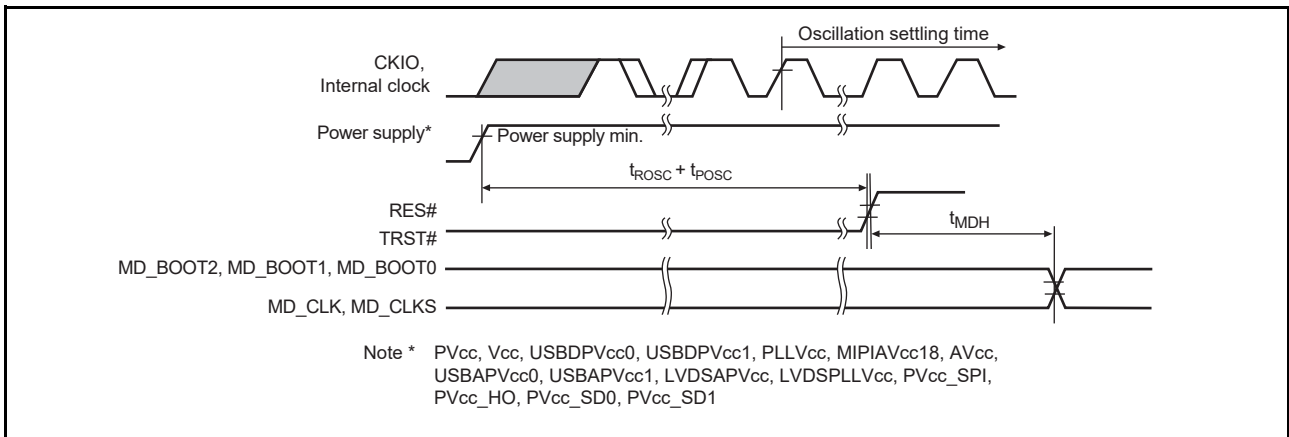 Oscillation settling time
CKIO,
Internal clock
Power supply*
Power supply min.
tROSC + tPOSC
RES#
TRST#
tMDH
MD_BOOT2, MD_BOOT1, MD_BOOT0
MD_CLK, MD_CLKS
Note * PVcc, Vcc, USBDPVcc0, USBDPVcc1, PLLVcc, MIPIAVcc18, AVcc,
USBAPVcc0, USBAPVcc1, LVDSAPVcc, LVDSPLLVcc, PVcc_SPI,
PVcc_HO, PVcc_SD0, PVcc_SD1